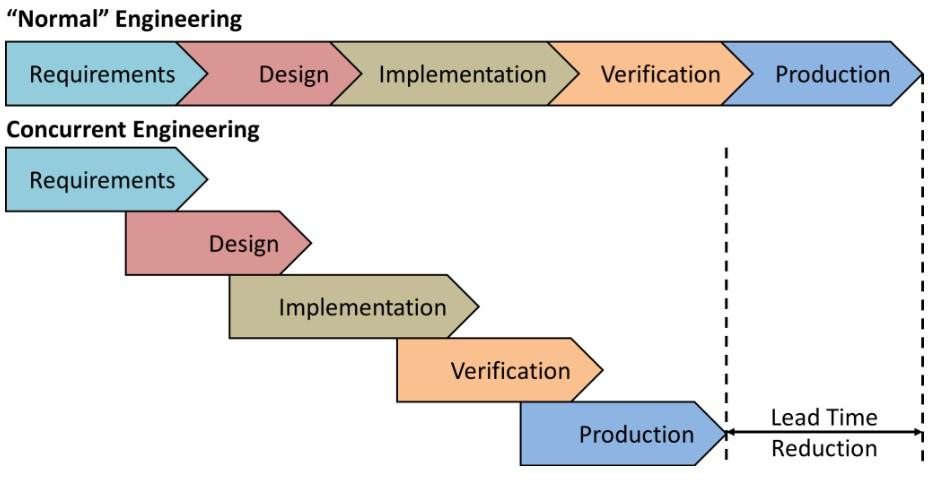 “Normal” Engineering
Requirements
Design
Implementation
Verification
Production
Concurrent Engineering
Requirements
Design
Implementation
Verification
Production
Lead Time
Reduction